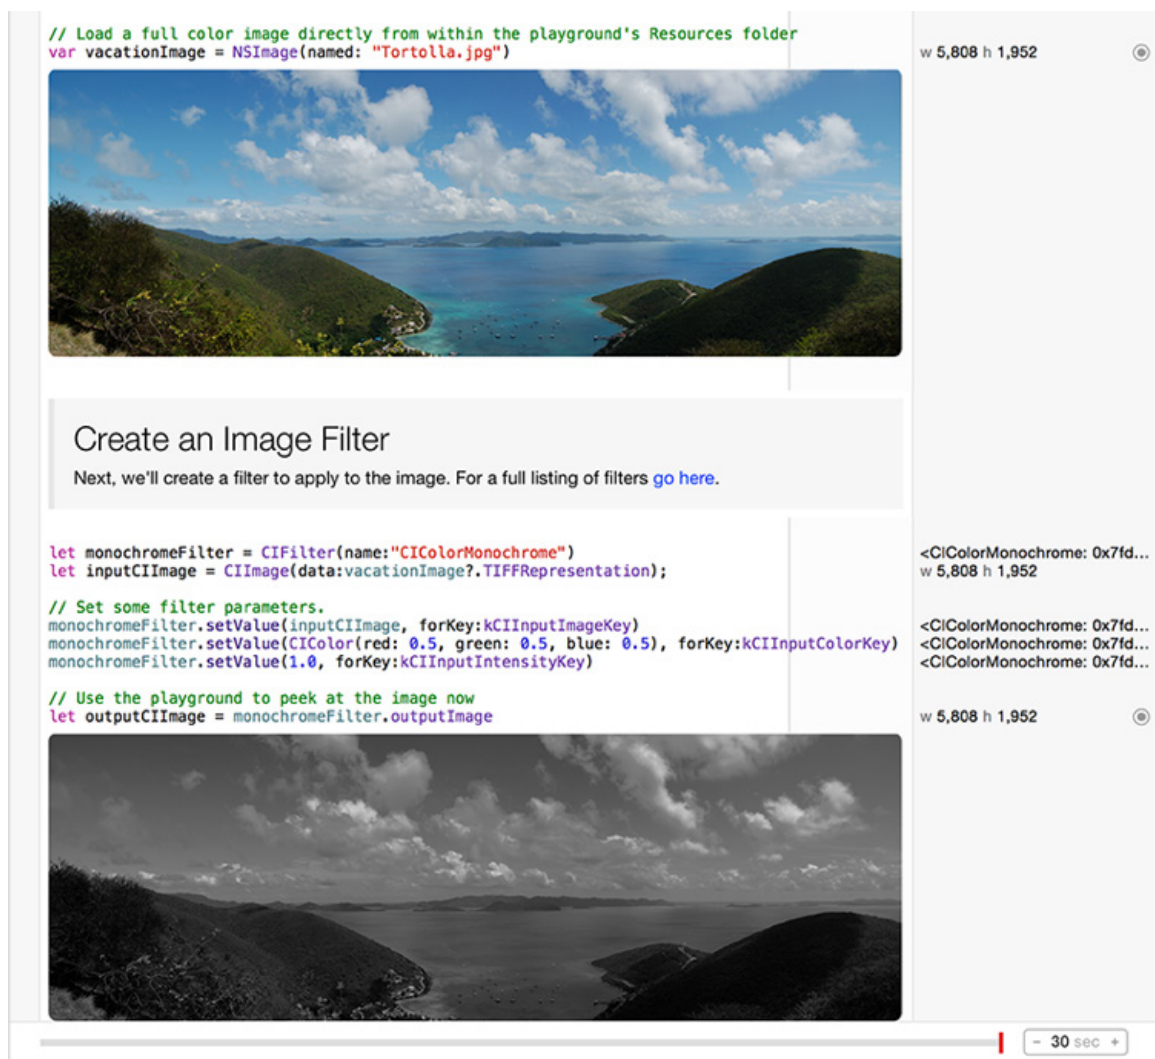 // Load a full color image directly from within the playground's Resources folder
var vacationImage = NSImage(named: "Tortolla.jpg")
w 5,808 h 1,952
Create an Image Filter
Next, we'll create a filter to apply to the image. For a full listing of filters go here.
let monochromeFilter = CIFilter(name:"CIColorMonochrome")
<CIColorMonochrome: 0x7fd...
let inputCIImage = CIImage(data:vacationImage?.TIFFRepresentation);
w 5,808 h 1,952
// Set some filter parameters.
monochromeFilter.setValue(inputCIImage, forKey:kCIInputImageKey)
<CIColorMonochrome: 0x7fd...
monochromeFilter.setValue(CIColor(red: 0.5, green: 0.5, blue: 0.5), forKey:kCIInputColorKey)
<CIColorMonochrome: 0x7fd...
monochromeFilter.setValue(1.0, forKey:kCIInputIntensityKey)
<CIColorMonochrome: 0x7fd...
// Use the playground to peek at the image now
let outputCIImage = monochromeFilter.outputImage
w 5,808 h 1,952
- 30 sec +